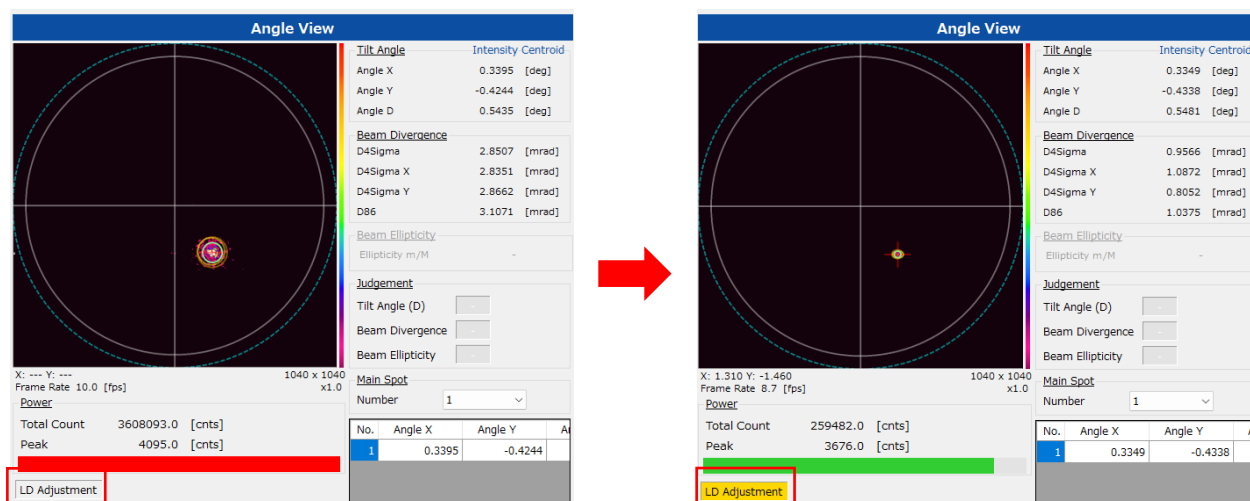 Angle View
Tilt Angle Intensity Centroid
Angle X 0.3395 [deg]
Angle Y -0.4244 [deg]
Angle D 0.5435 [deg]
Beam Divergence
D4Sigma 2.8507 [mrad]
D4Sigma X 2.8351 [mrad]
D4Sigma Y 2.8662 [mrad]
D86 3.1071 [mrad]
Beam Ellipticity
Ellipticity m/M -
Judgement
Tilt Angle (D) -
Beam Divergence -
Beam Ellipticity -
X: --- Y: --- 1040 x 1040
Frame Rate 10.0 [fps] x1.0
Main Spot
Number 1
Power
Total Count 3608093.0 [cnts]
Peak 4095.0 [cnts]
No. Angle X Angle Y
1 0.3395 -0.4244
LD Adjustment
Angle View
Tilt Angle Intensity Centroid
Angle X 0.3349 [deg]
Angle Y -0.4338 [deg]
Angle D 0.5481 [deg]
Beam Divergence
D4Sigma 0.9566 [mrad]
D4Sigma X 1.0872 [mrad]
D4Sigma Y 0.8052 [mrad]
D86 1.0375 [mrad]
Beam Ellipticity
Ellipticity m/M -
Judgement
Tilt Angle (D) -
Beam Divergence -
Beam Ellipticity -
X: 1.310 Y: -1.460 1040 x 1040
Frame Rate 8.7 [fps] x1.0
Main Spot
Number 1
Power
Total Count 259482.0 [cnts]
Peak 3676.0 [cnts]
No. Angle X Angle Y
1 0.3349 -0.4338
LD Adjustment